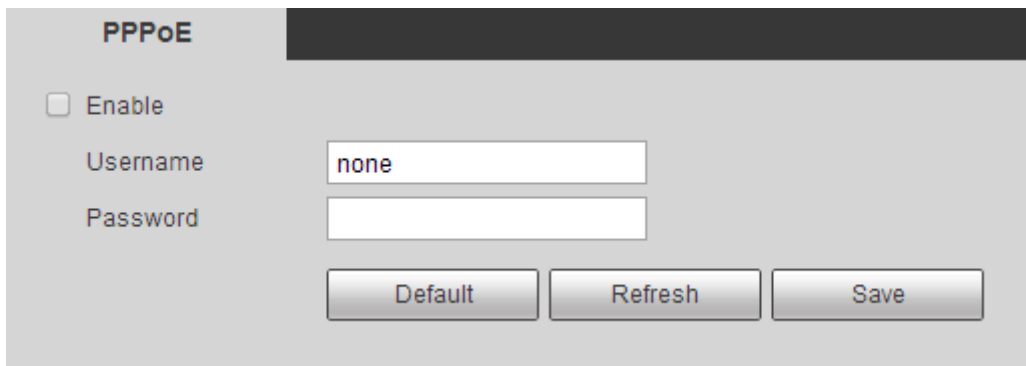 PPPoE
Enable
Username none
Password
Default Refresh Save